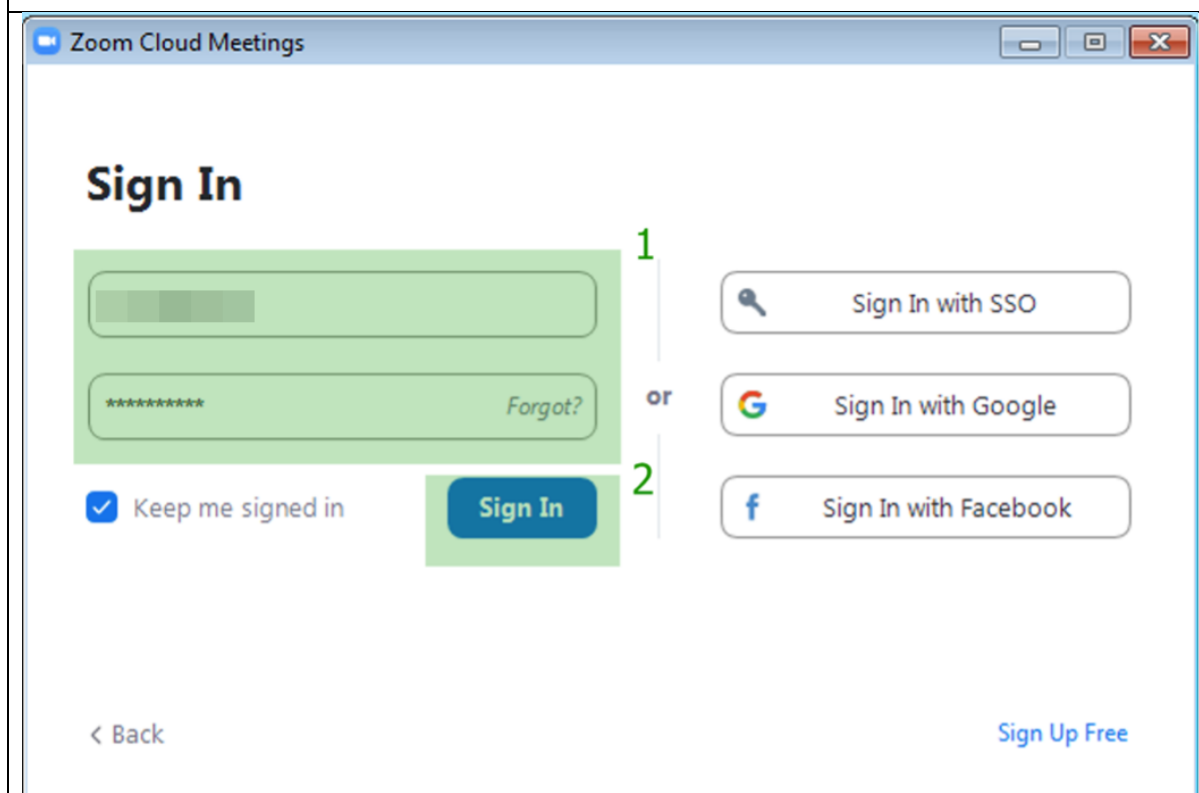 Zoom Cloud Meetings
Sign In
1
********** Forgot?
Keep me signed in
Sign In
2
or
Sign In with SSO
Sign In with Google
Sign In with Facebook
< Back
Sign Up Free